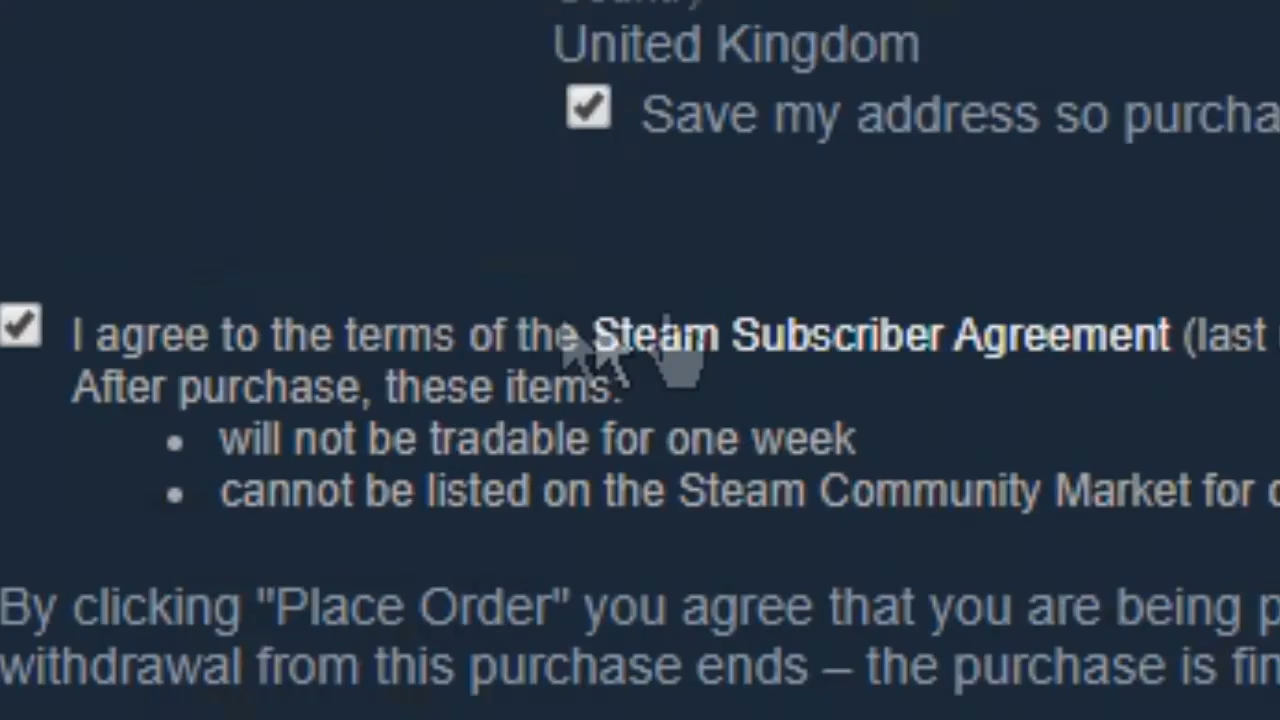 United Kingdom
Save my address so purcha
I agree to the terms of the Steam Subscriber Agreement (last
After purchase, these items:
will not be tradable for one week
cannot be listed on the Steam Community Market for
By clicking "Place Order" you agree that you are being
withdrawal from this purchase ends – the purchase is fin